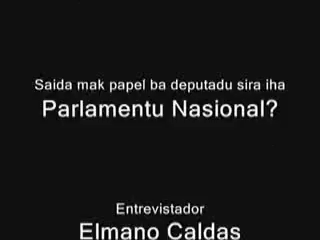 Saida mak papel ba deputadu sira iha
Parlamentu Nasional?
Entrevistador
Elmano Caldas